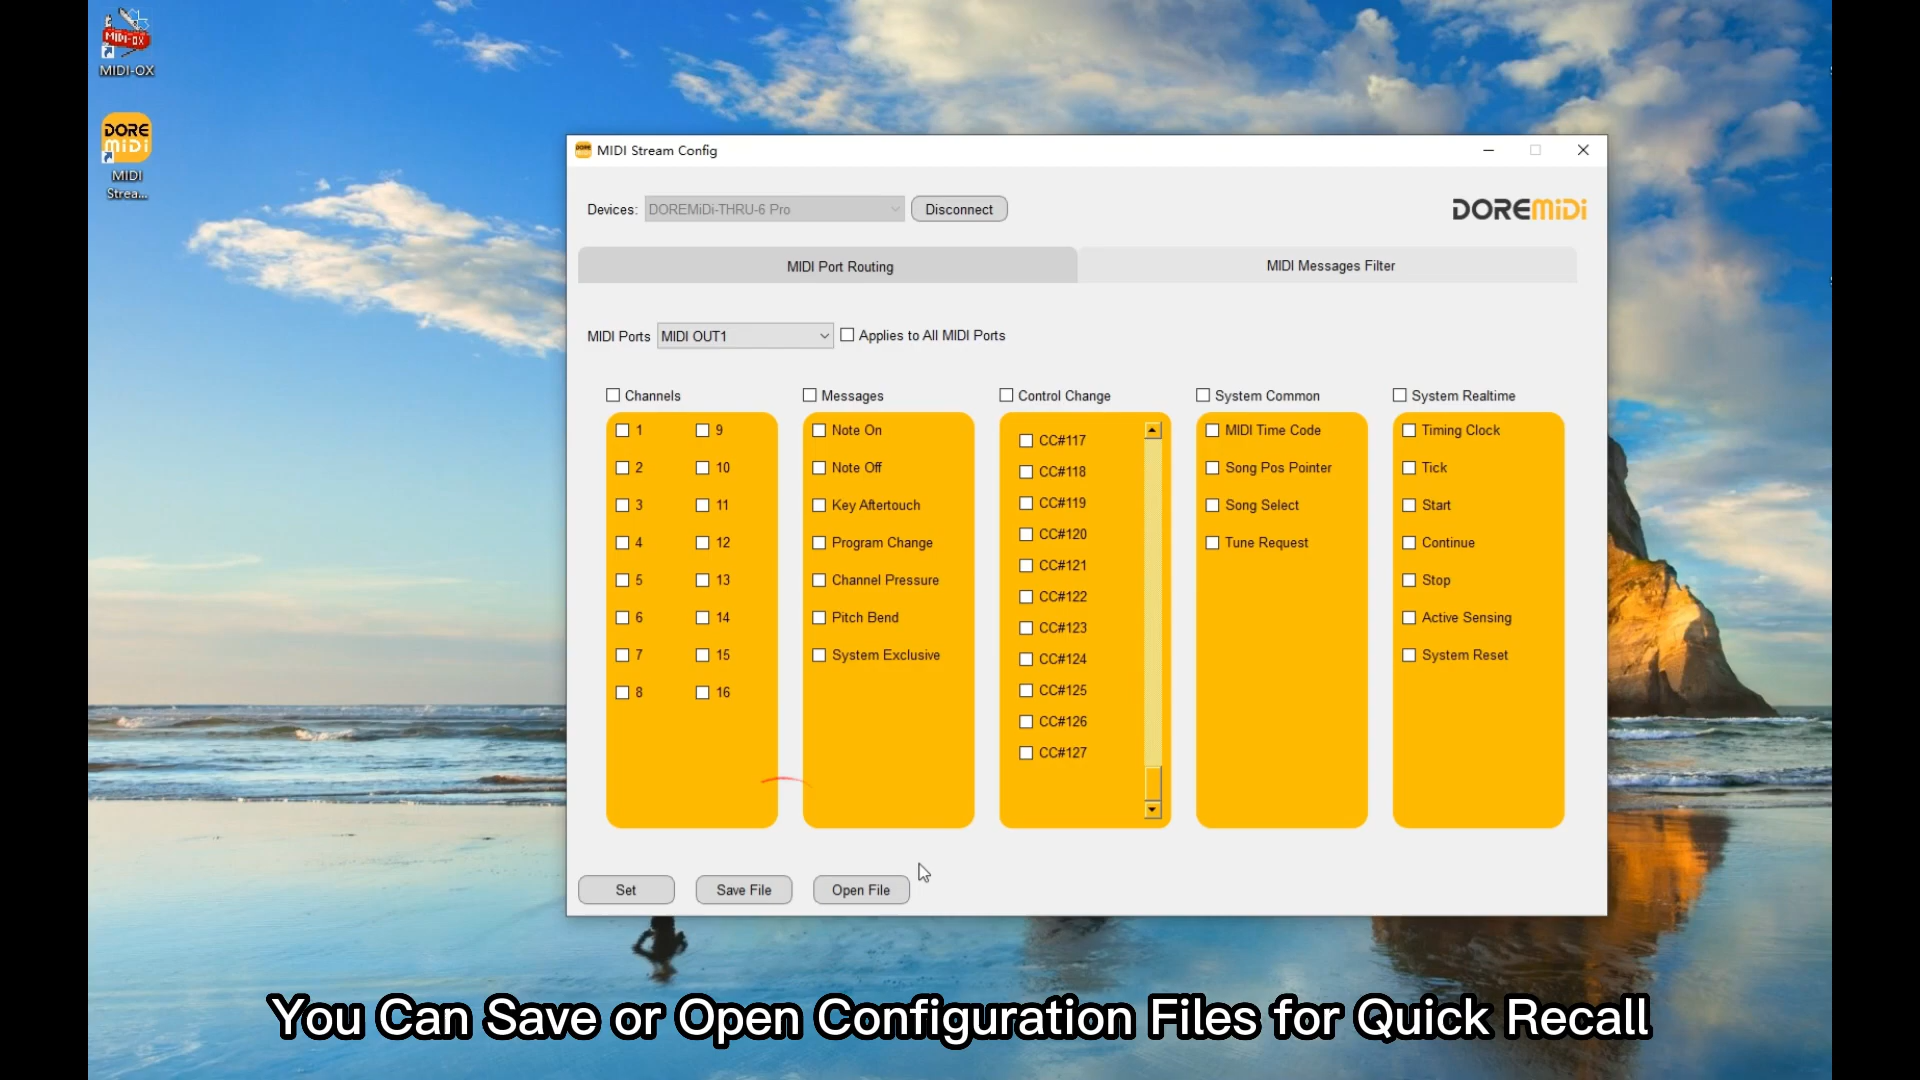 MIDI-OX
MIDI-OX
DORE
MiDi
MIDI
Strea...
MIDI Stream Config
Devices: DOREMiDi-THRU-6 Pro Disconnect
DOREMiDi
MIDI Port Routing MIDI Messages Filter
MIDI Ports MIDI OUT1 Applies to All MIDI Ports
Channels Messages Control Change System Common System Realtime
1 9
2 10
3 11
4 12
5 13
6 14
7 15
8 16
Note On
Note Off
Key Aftertouch
Program Change
Channel Pressure
Pitch Bend
System Exclusive
CC#117
CC#118
CC#119
CC#120
CC#121
CC#122
CC#123
CC#124
CC#125
CC#126
CC#127
MIDI Time Code
Song Pos Pointer
Song Select
Tune Request
Timing Clock
Tick
Start
Continue
Stop
Active Sensing
System Reset
Set Save File Open File
You Can Save or Open Configuration Files for Quick Recall